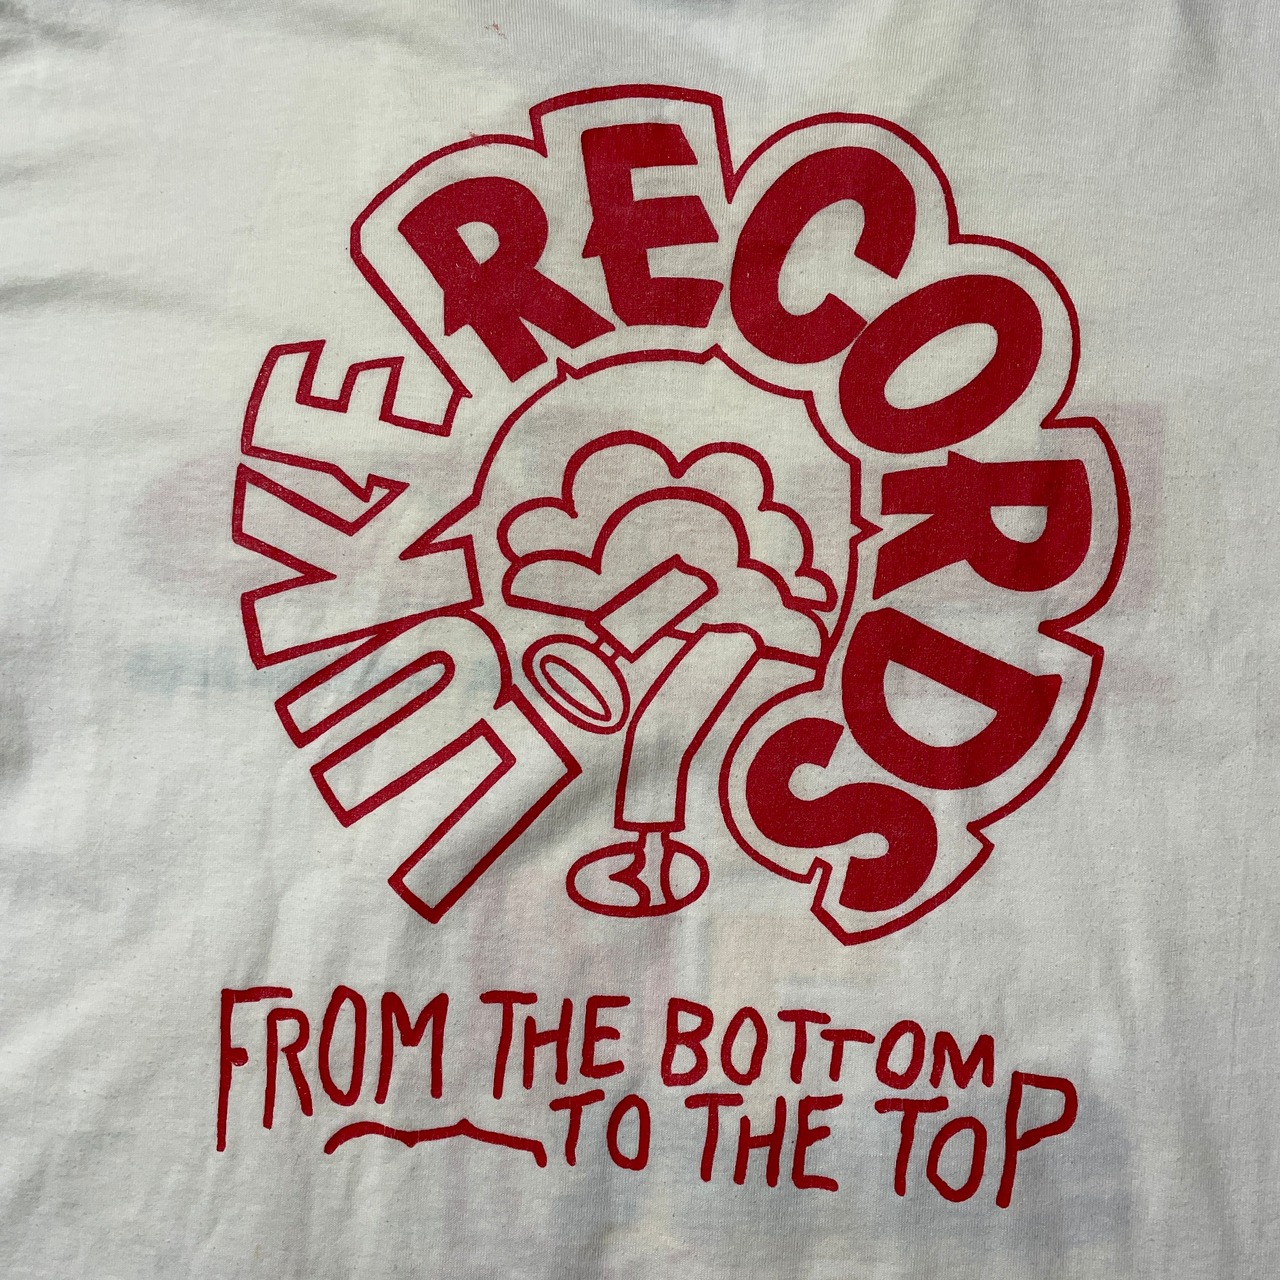 LUKE RECORDS
FROM THE BOTTOM
TO THE TOP